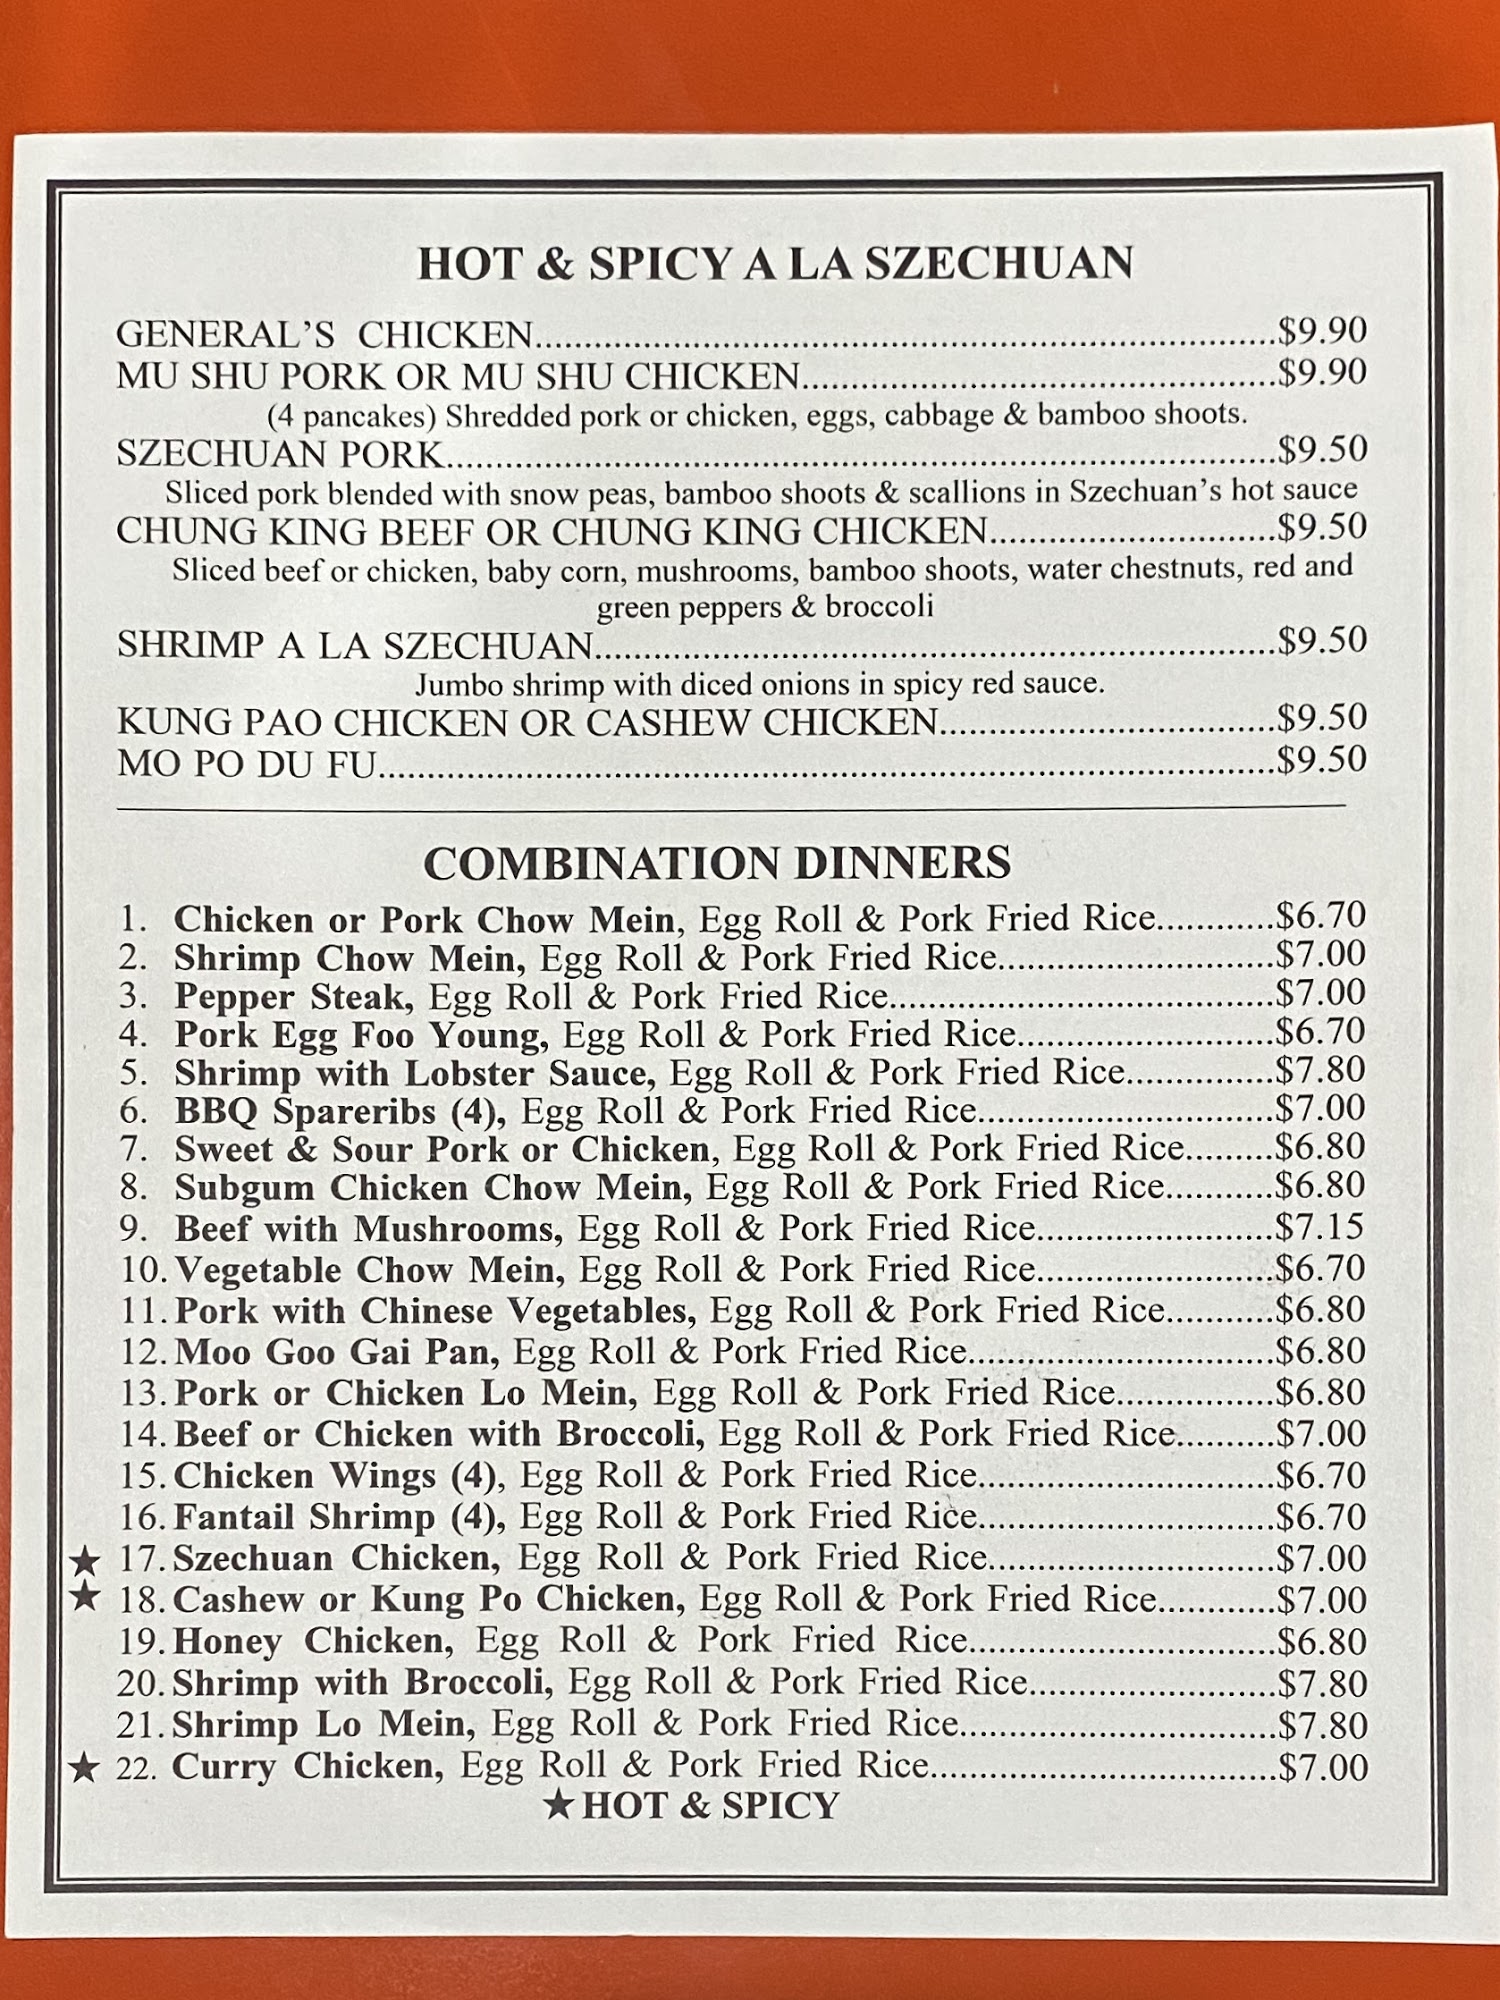 HOT & SPICY A LA SZECHUAN
GENERAL'S CHICKEN..........$9.90
MU SHU PORK OR MU SHU CHICKEN..........$9.90
(4 pancakes) Shredded pork or chicken, eggs, cabbage & bamboo shoots.
SZECHUAN PORK..........$9.50
Sliced pork blended with snow peas, bamboo shoots & scallions in Szechuan's hot sauce
CHUNG KING BEEF OR CHUNG KING CHICKEN..........$9.50
Sliced beef or chicken, baby corn, mushrooms, bamboo shoots, water chestnuts, red and
green peppers & broccoli
SHRIMP A LA SZECHUAN..........$9.50
Jumbo shrimp with diced onions in spicy red sauce.
KUNG PAO CHICKEN OR CASHEW CHICKEN..........$9.50
MO PO DU FU..........$9.50
COMBINATION DINNERS
1. Chicken or Pork Chow Mein, Egg Roll & Pork Fried Rice..........$6.70
2. Shrimp Chow Mein, Egg Roll & Pork Fried Rice..........$7.00
3. Pepper Steak, Egg Roll & Pork Fried Rice..........$7.00
4. Pork Egg Foo Young, Egg Roll & Pork Fried Rice..........$6.70
5. Shrimp with Lobster Sauce, Egg Roll & Pork Fried Rice..........$7.80
6. BBQ Spareribs (4), Egg Roll & Pork Fried Rice..........$7.00
7. Sweet & Sour Pork or Chicken, Egg Roll & Pork Fried Rice..........$6.80
8. Subgum Chicken Chow Mein, Egg Roll & Pork Fried Rice..........$6.80
9. Beef with Mushrooms, Egg Roll & Pork Fried Rice..........$7.15
10. Vegetable Chow Mein, Egg Roll & Pork Fried Rice..........$6.70
11. Pork with Chinese Vegetables, Egg Roll & Pork Fried Rice..........$6.80
12. Moo Goo Gai Pan, Egg Roll & Pork Fried Rice..........$6.80
13. Pork or Chicken Lo Mein, Egg Roll & Pork Fried Rice..........$6.80
14. Beef or Chicken with Broccoli, Egg Roll & Pork Fried Rice..........$7.00
15. Chicken Wings (4), Egg Roll & Pork Fried Rice..........$6.70
16. Fantail Shrimp (4), Egg Roll & Pork Fried Rice..........$6.70
★ 17. Szechuan Chicken, Egg Roll & Pork Fried Rice..........$7.00
★ 18. Cashew or Kung Po Chicken, Egg Roll & Pork Fried Rice..........$7.00
19. Honey Chicken, Egg Roll & Pork Fried Rice..........$6.80
20. Shrimp with Broccoli, Egg Roll & Pork Fried Rice..........$7.80
21. Shrimp Lo Mein, Egg Roll & Pork Fried Rice..........$7.80
★ 22. Curry Chicken, Egg Roll & Pork Fried Rice..........$7.00
★ HOT & SPICY